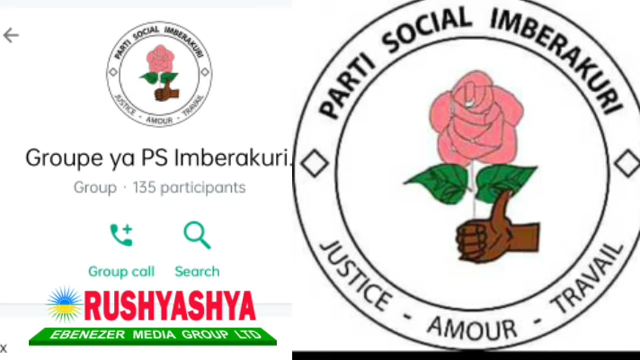 PARTI SOCIAL IMBERAKURI
JUSTICE - AMOUR - TRAVAIL
Groupe ya PS Imberakuri.
Group · 135 participants
Group call
Search
RUSHYASHYA
EBENEZER MEDIA GROUP LTD
x
PARTI SOCIAL IMBERAKURI
JUSTICE - AMOUR - TRAVAIL